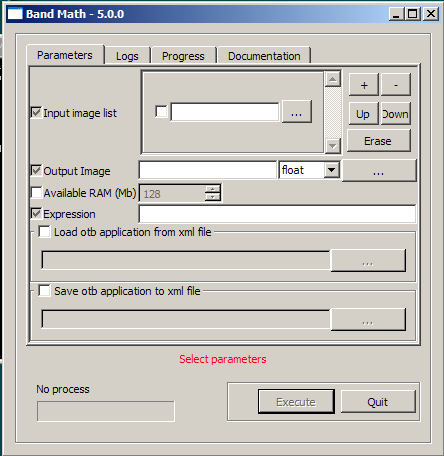 Band Math - 5.0.0
Parameters Logs Progress Documentation
+ -
Input image list ... Up Down
Erase
Output Image float ...
Available RAM (Mb) 128
Expression
Load otb application from xml file
...
Save otb application to xml file
...
Select parameters
No process
Execute Quit